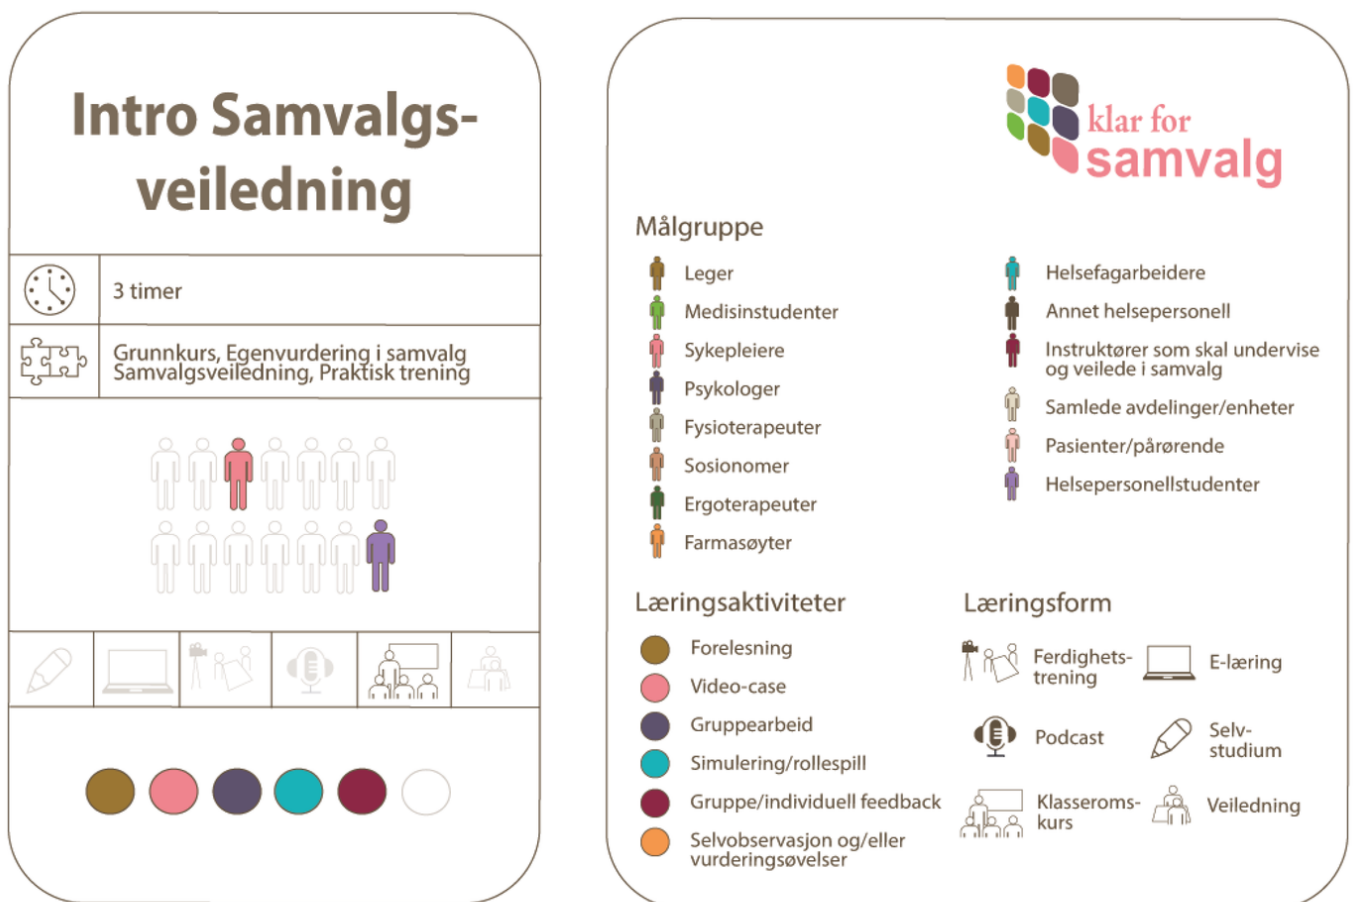 Intro Samvalgs-
veiledning
3 timer
Grunnkurs, Egenvurdering i samvalg
Samvalgsveiledning, Praktisk trening
klar for
samvalg
Målgruppe
Leger
Medisinstudenter
Sykepleiere
Psykologer
Fysioterapeuter
Sosionomer
Ergoterapeuter
Farmasøyter
Helsefagarbeidere
Annet helsepersonell
Instruktører som skal undervise
og veilede i samvalg
Samlede avdelinger/enheter
Pasienter/pårørende
Helsepersonellstudenter
Læringsaktiviteter
Forelesning
Video-case
Gruppearbeid
Simulering/rollespill
Gruppe/individuell feedback
Selvobservasjon og/eller
vurderingsøvelser
Læringsform
Ferdighets-
trening
E-læring
Podcast
Selv-
studium
Klasseroms-
kurs
Veiledning